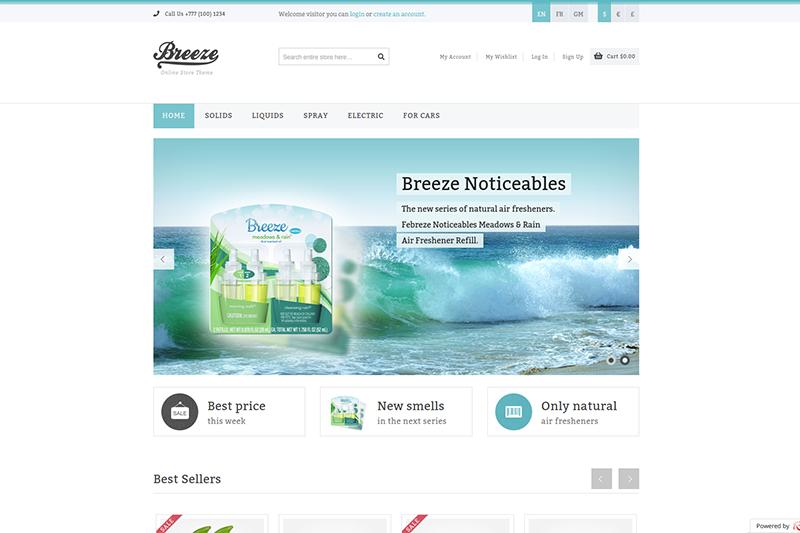 Call Us +777 (100) 1234
Welcome visitor you can login or create an account.
EN FR GM $ € £
Breeze
Online Store Theme
Search entire store here...
My Account
My Wishlist
Log In
Sign Up
Cart $0.00
HOME
SOLIDS
LIQUIDS
SPRAY
ELECTRIC
FOR CARS
Breeze Noticeables
The new series of natural air fresheners.
Febreze Noticeables Meadows & Rain
Air Freshener Refill.
Breeze
meadows & rain
SALE
Best price
this week
New smells
in the next series
Only natural
air fresheners
Best Sellers
SALE
SALE
Powered by